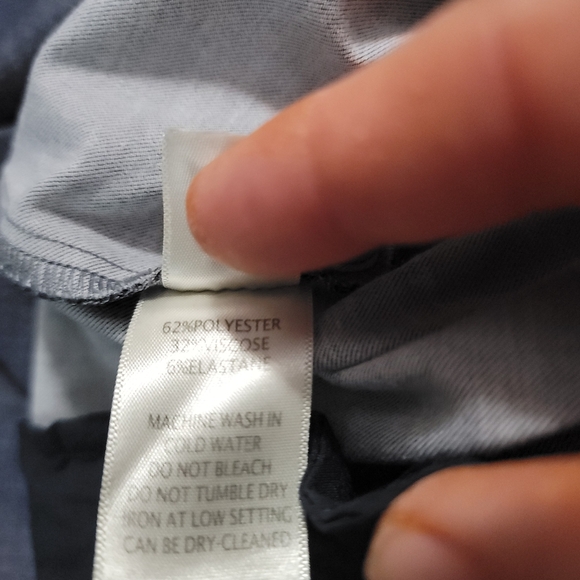 62%POLYESTER
32%VISCOSE
6%ELASTANE
MACHINE WASH IN
COLD WATER
DO NOT BLEACH
DO NOT TUMBLE DRY
IRON AT LOW SETTING
CAN BE DRY-CLEANED